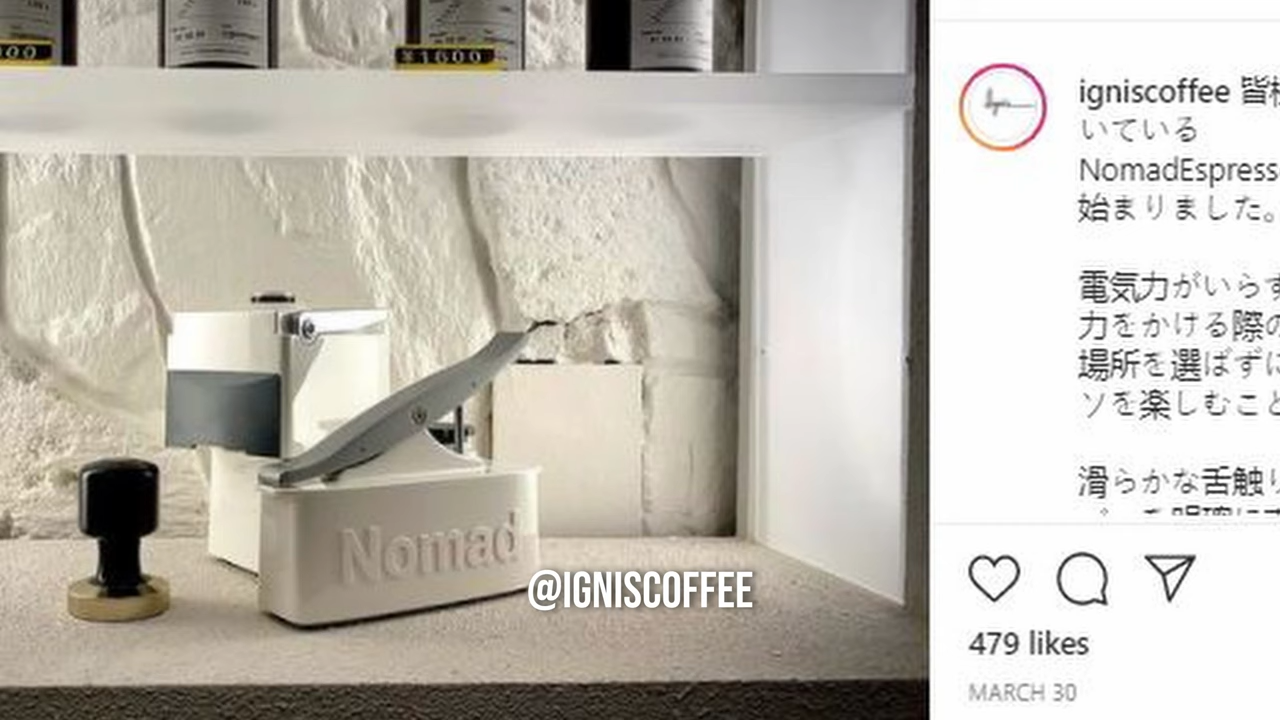 00
¥1600
Nomad
@IGNISCOFFEE
igniscoffee 皆
いている
NomadEspress
始まりました。
電気力がいらず
力をかける際の
場所を選ばずに
ソを楽しむこと
滑らかな舌触り
479 likes
MARCH 30